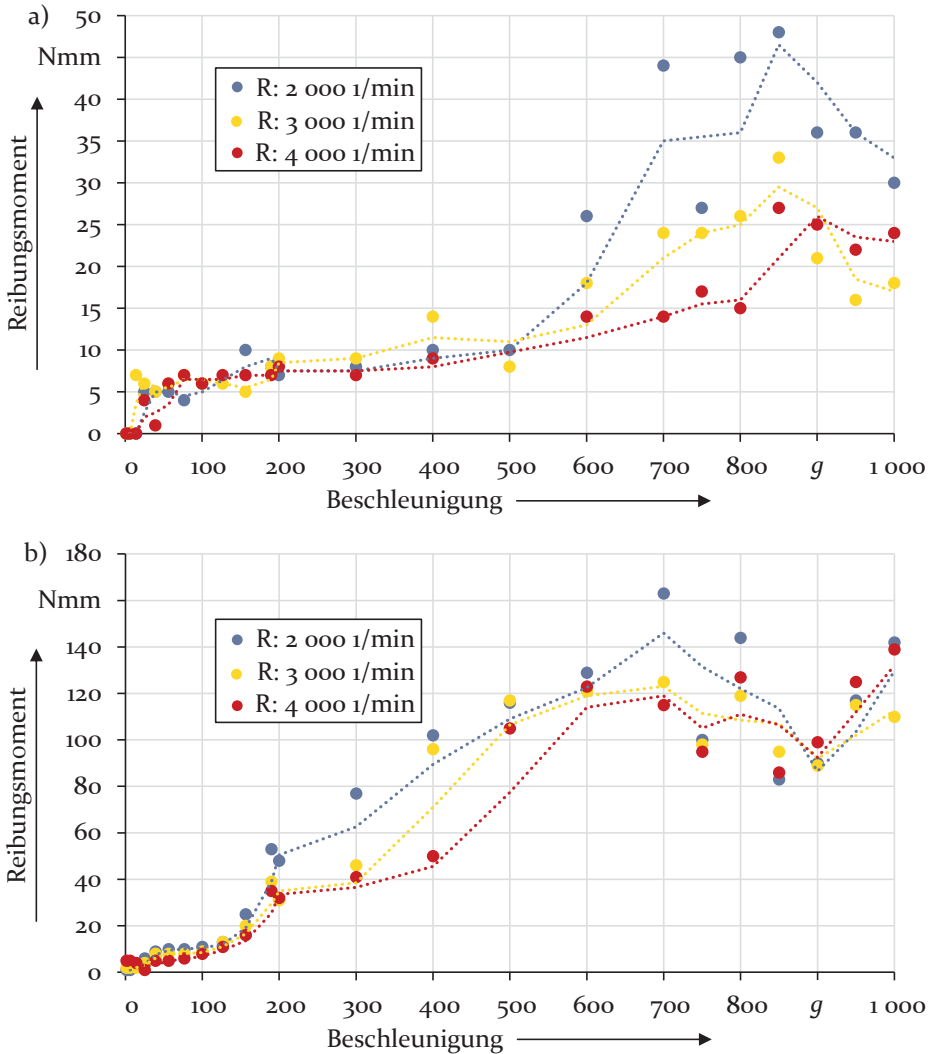 a)
50
Nmm
40
35
30
25
20
15
10
5
0
Reibungsmoment
R: 2 000 1/min
R: 3 000 1/min
R: 4 000 1/min
0 100 200 300 400 500 600 700 800 g 1 000
Beschleunigung
b)
180
Nmm
140
120
100
80
60
40
20
0
Reibungsmoment
R: 2 000 1/min
R: 3 000 1/min
R: 4 000 1/min
0 100 200 300 400 500 600 700 800 g 1 000
Beschleunigung